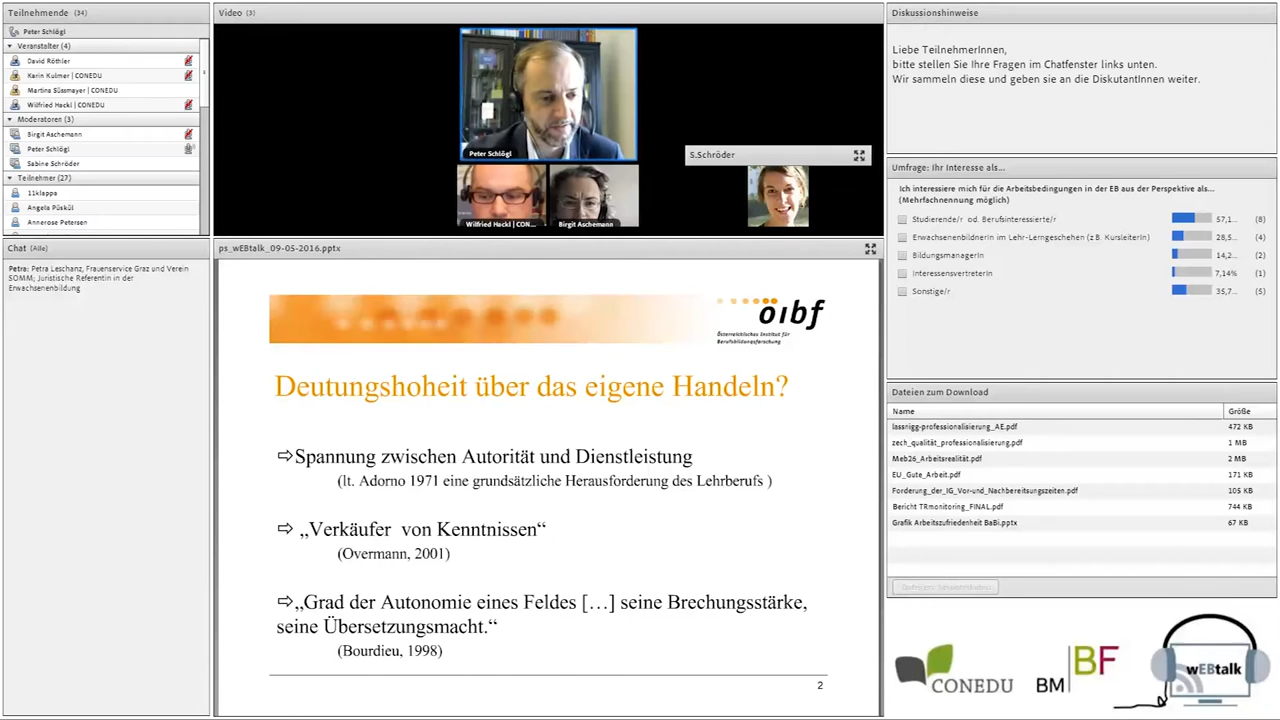 Teilnehmende (34)
Peter Schlögl
Veranstalter (4)
David Röthler
Karin Kulmer | CONEDU
Martina Süssmayer | CONEDU
Wilfried Hackl | CONEDU
Moderatoren (3)
Birgit Aschemann
Peter Schlögl
Sabine Schröder
Teilnehmer (27)
11klappa
Angela Püskül
Annerose Petersen
Chat (Alle)
Petra: Petra Leschanz, Frauenservice Graz und Verein
SOMM; Juristische Referentin in der
Erwachsenenbildung
Video (3)
Peter Schlögl
Wilfried Hackl | CON...
Birgit Aschemann
S.Schröder
ps_wEBtalk_09-05-2016.pptx
öibf
Österreichisches Institut für
Berufsbildungsforschung
Deutungshoheit über das eigene Handeln?
⇨Spannung zwischen Autorität und Dienstleistung
(lt. Adorno 1971 eine grundsätzliche Herausforderung des Lehrberufs )
⇨ „Verkäufer von Kenntnissen“
(Overmann, 2001)
⇨„Grad der Autonomie eines Feldes […] seine Brechungsstärke,
seine Übersetzungsmacht.“
(Bourdieu, 1998)
2
Diskussionshinweise
Liebe TeilnehmerInnen,
bitte stellen Sie Ihre Fragen im Chatfenster links unten.
Wir sammeln diese und geben sie an die DiskutantInnen weiter.
Umfrage: Ihr Interesse als...
Ich interessiere mich für die Arbeitsbedingungen in der EB aus der Perspektive als...
(Mehrfachnennung möglich)
Studierende/r od. Berufsinteressierte/r 57,1... (8)
ErwachsenenbildnerIn im Lehr-Lerngeschehen (z.B. KursleiterIn) 28,5... (4)
BildungsmanagerIn 14,2... (2)
InteressensvertreterIn 7,14% (1)
Sonstige/r 35,7... (5)
Dateien zum Download
Name Größe
lassnigg-professionalisierung_AE.pdf 472 KB
zech_qualität_professionalisierung.pdf 1 MB
Meb26_Arbeitsrealität.pdf 2 MB
EU_Gute_Arbeit.pdf 171 KB
Forderung_der_IG_Vor-und_Nachbereitsungszeiten.pdf 105 KB
Bericht TRmonitoring_FINAL.pdf 744 KB
Grafik Arbeitszufriedenheit BaBi.pptx 67 KB
CONEDU
BM BF
wEBtalk